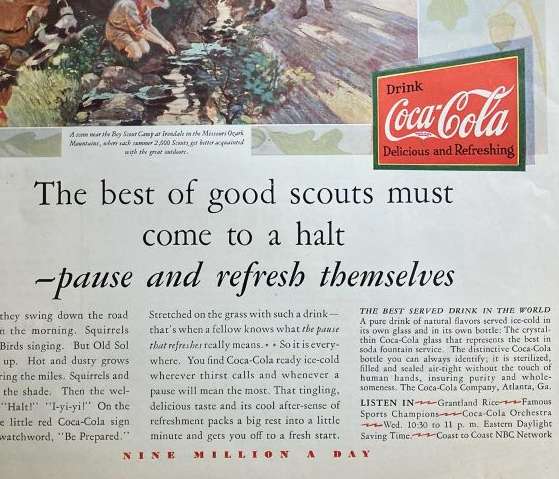 A scene near the Boy Scout Camp at Irondale in the Missouri Ozark
Mountains, where each summer 2,000 Scouts get better acquainted
with the great outdoors.
Drink
Coca-Cola
Delicious and Refreshing
The best of good scouts must
come to a halt
—pause and refresh themselves
they swing down the road
the morning. Squirrels
Birds singing. But Old Sol
up. Hot and dusty grows
the miles. Squirrels and
the shade. Then the wel-
"Halt!" "I-yi-yi!" On the
little red Coca-Cola sign
watchword, "Be Prepared."
Stretched on the grass with such a drink—
that's when a fellow knows what the pause
that refreshes really means. • • So it is every-
where. You find Coca-Cola ready ice-cold
wherever thirst calls and whenever a
pause will mean the most. That tingling,
delicious taste and its cool after-sense of
refreshment packs a big rest into a little
minute and gets you off to a fresh start.
THE BEST SERVED DRINK IN THE WORLD
A pure drink of natural flavors served ice-cold in
its own glass and in its own bottle: The crystal-
thin Coca-Cola glass that represents the best in
soda fountain service. The distinctive Coca-Cola
bottle you can always identify; it is sterilized,
filled and sealed air-tight without the touch of
human hands, insuring purity and whole-
someness. The Coca-Cola Company, Atlanta, Ga.
LISTEN IN Grantland Rice Famous
Sports Champions Coca-Cola Orchestra
Wed. 10:30 to 11 p. m. Eastern Daylight
Saving Time. Coast to Coast NBC Network
NINE MILLION A DAY